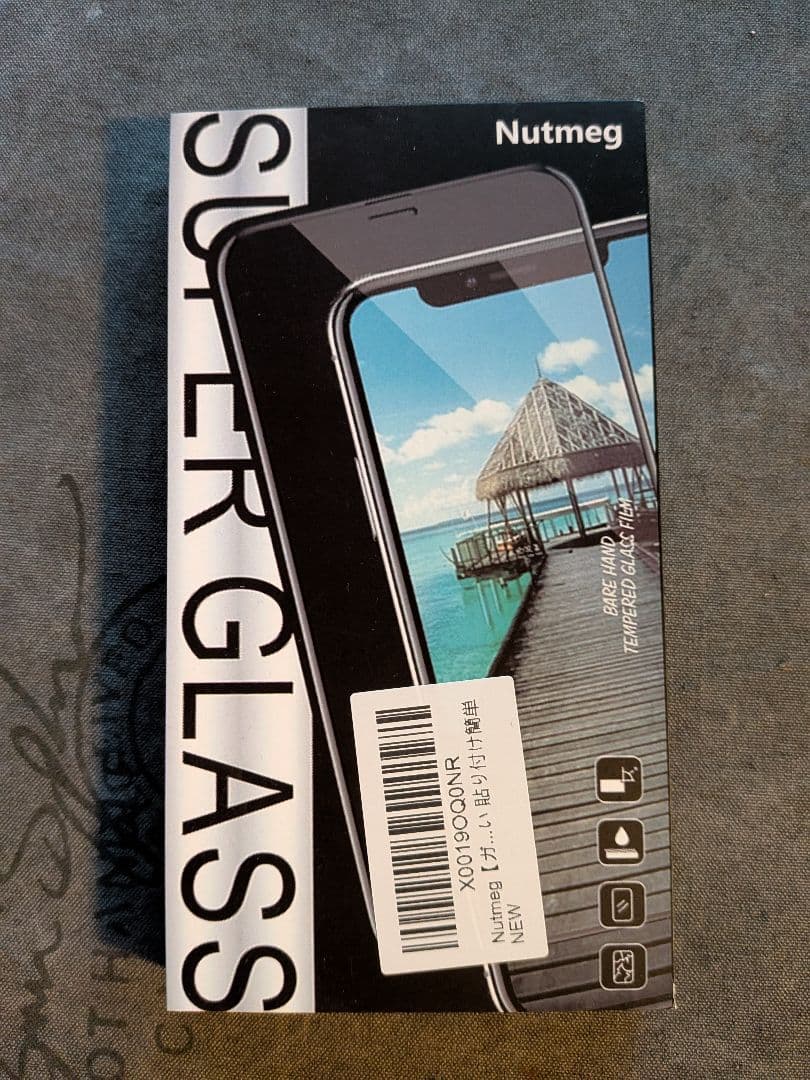 Nutmeg
SUPER GLASS
BARE HAND
TEMPERED GLASS FILM
X0019OQ0NR
Nutmeg【ガ...い 貼り付け簡単
NEW